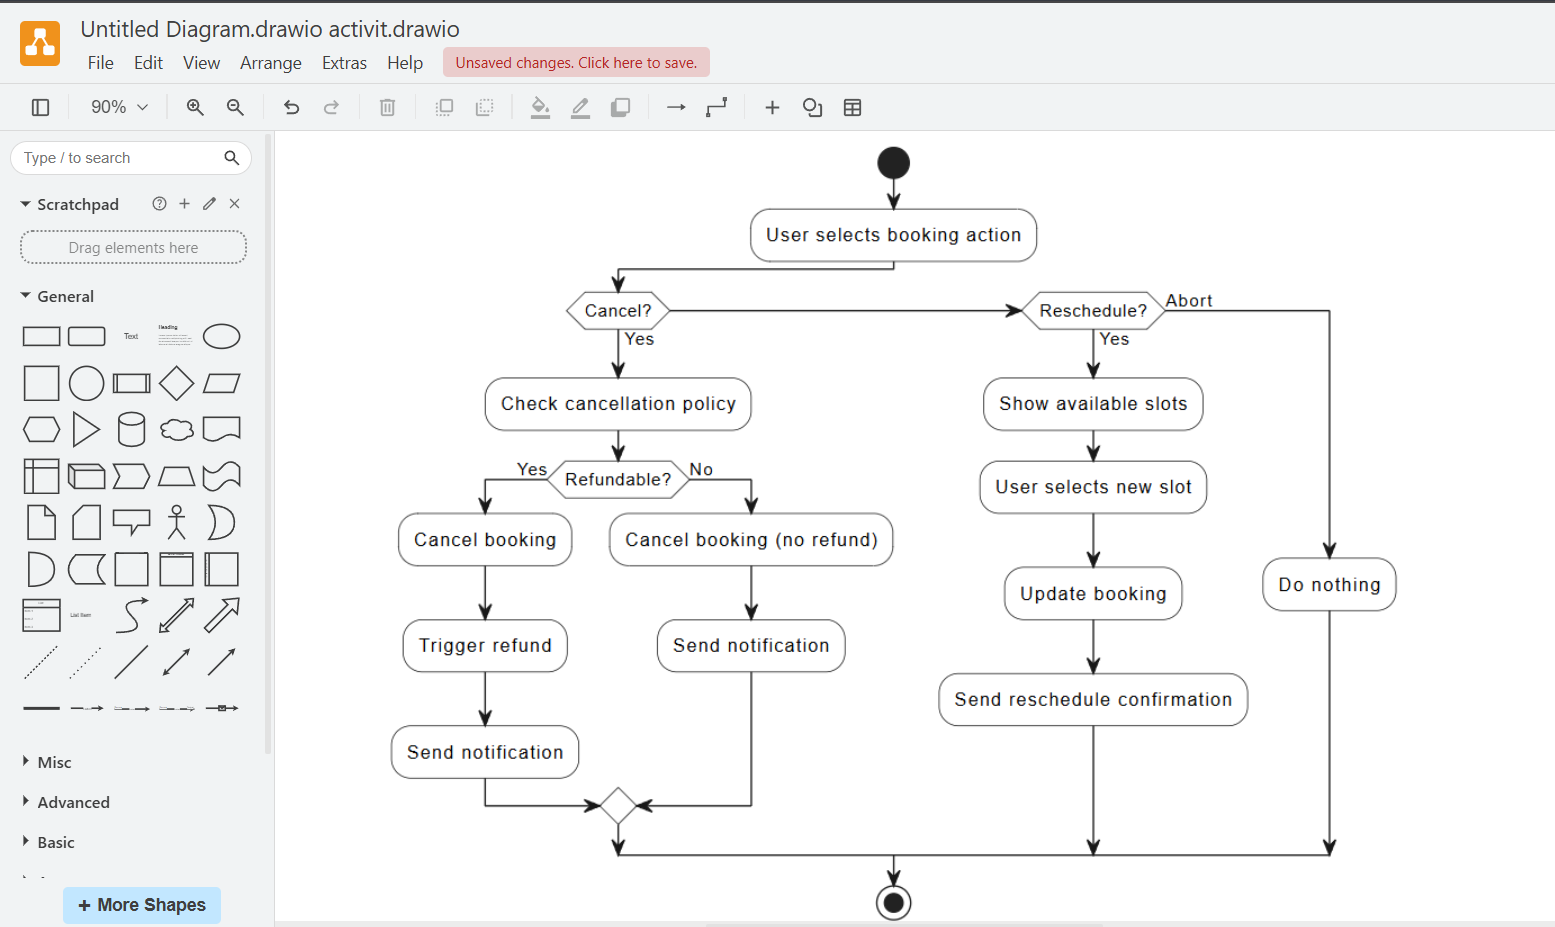 Untitled Diagram.drawio activit.drawio
File Edit View Arrange Extras Help Unsaved changes. Click here to save.
90%
Type / to search
Scratchpad
Drag elements here
General
Text
Heading
List Item
Misc
Advanced
Basic
+ More Shapes
User selects booking action
Cancel?
Reschedule?
Abort
Yes
Yes
Check cancellation policy
Show available slots
Yes
Refundable?
No
User selects new slot
Cancel booking
Cancel booking (no refund)
Do nothing
Update booking
Trigger refund
Send notification
Send reschedule confirmation
Send notification